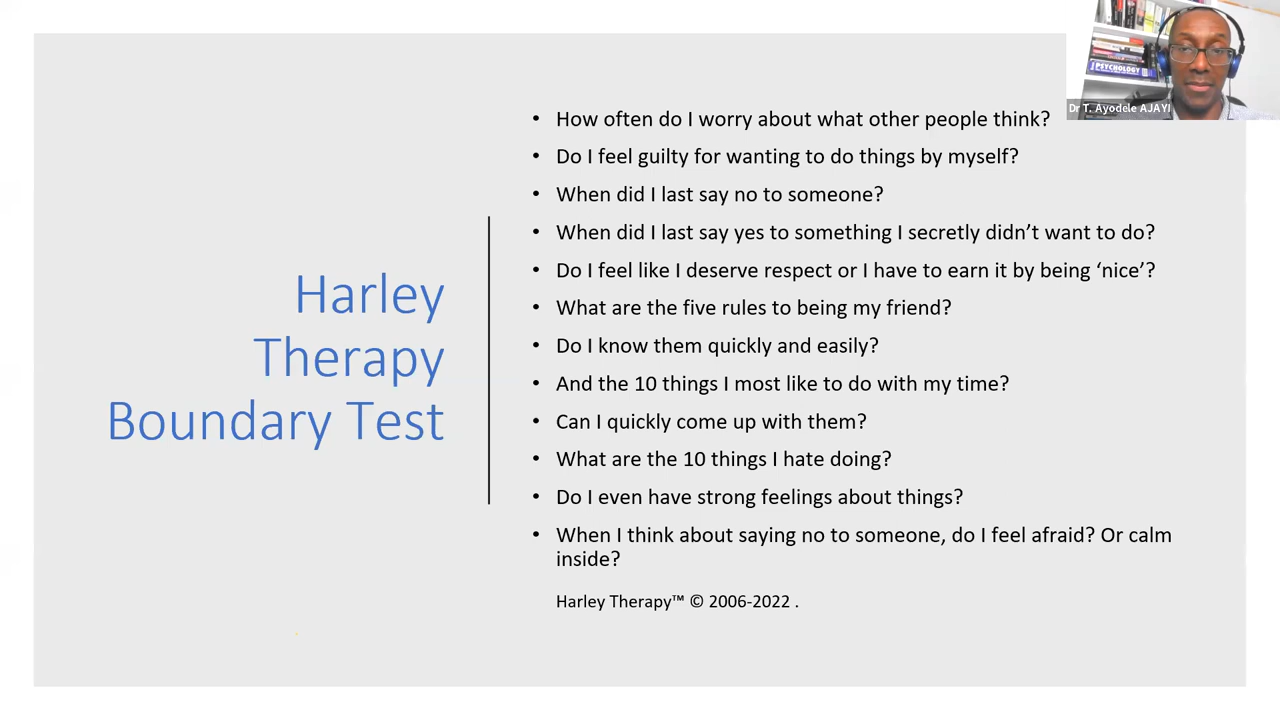 PSYCHOLOGY
Dr T. Ayodele AJAYI
Harley
Therapy
Boundary Test
• How often do I worry about what other people think?
• Do I feel guilty for wanting to do things by myself?
• When did I last say no to someone?
• When did I last say yes to something I secretly didn’t want to do?
• Do I feel like I deserve respect or I have to earn it by being ‘nice’?
• What are the five rules to being my friend?
• Do I know them quickly and easily?
• And the 10 things I most like to do with my time?
• Can I quickly come up with them?
• What are the 10 things I hate doing?
• Do I even have strong feelings about things?
• When I think about saying no to someone, do I feel afraid? Or calm
inside?
Harley Therapy™ © 2006-2022 .